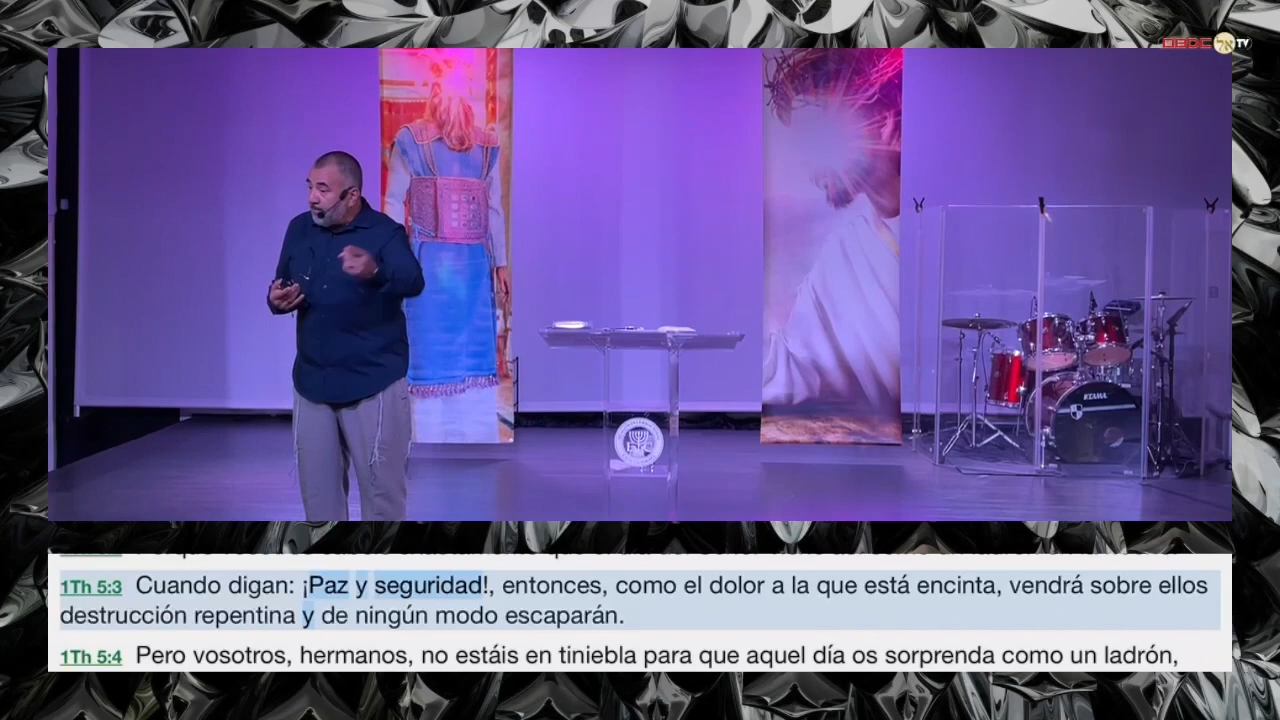 TV
TAMA
1Th 5:3 Cuando digan: ¡Paz y seguridad!, entonces, como el dolor a la que está encinta, vendrá sobre ellos
destrucción repentina y de ningún modo escaparán.
1Th 5:4 Pero vosotros, hermanos, no estáis en tiniebla para que aquel día os sorprenda como un ladrón,